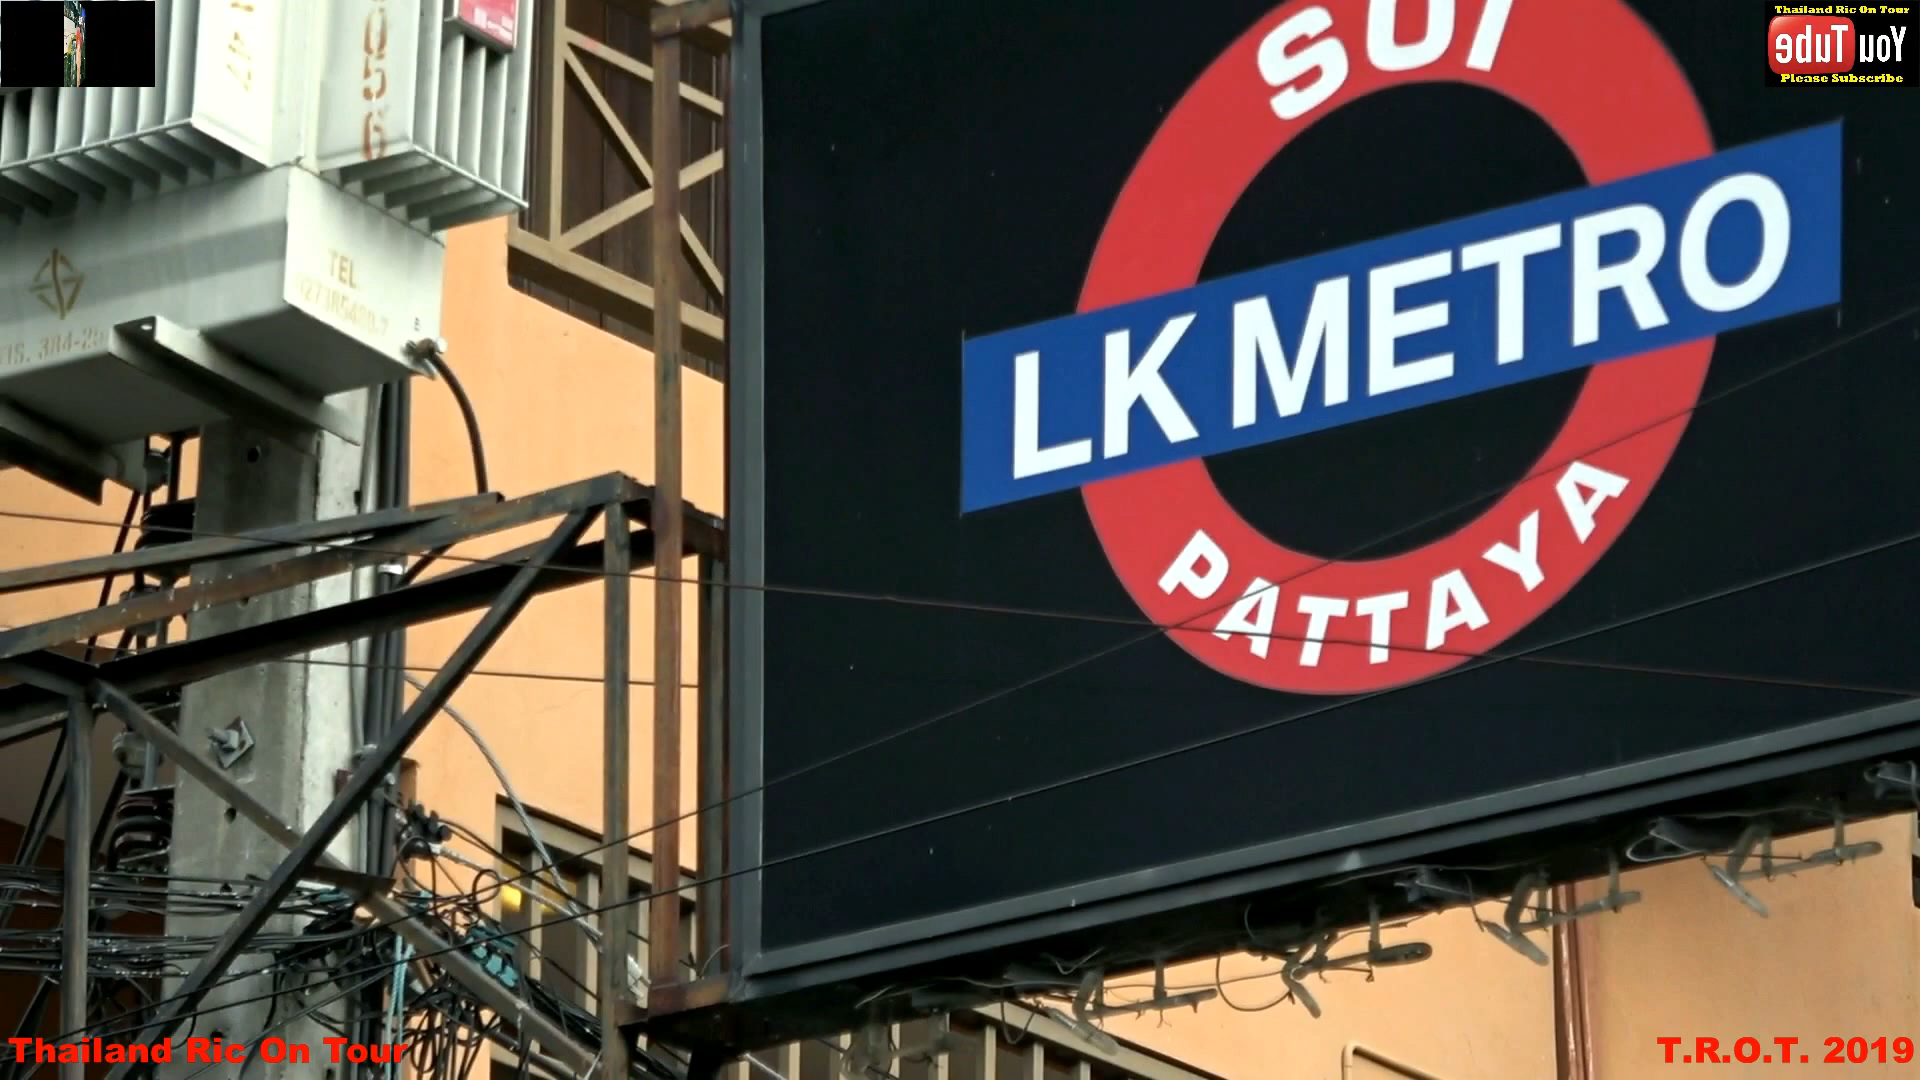 Thailand Ric On Tour
You Tube
Please Subscribe
SOI
LK METRO
PATTAYA
TEL.
Thailand Ric On Tour
T.R.O.T. 2019